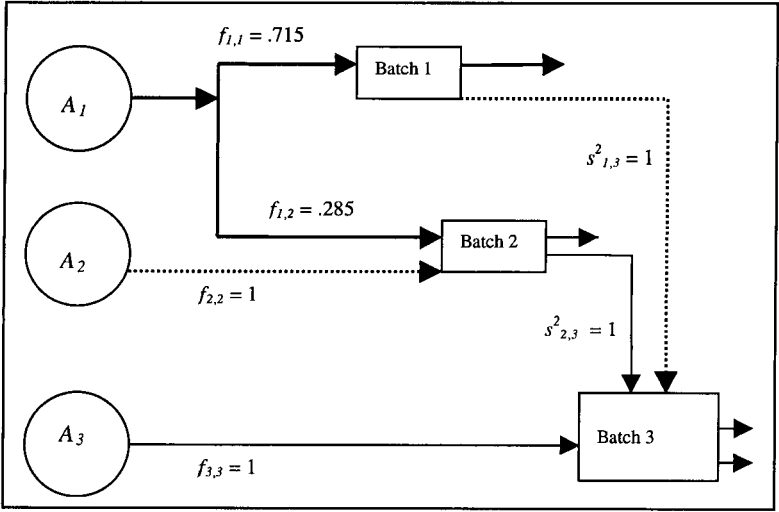 f1,1 = .715
Batch 1
A1
s²1,3 = 1
f1,2 = .285
Batch 2
A2
f2,2 = 1
s²2,3 = 1
A3
Batch 3
f3,3 = 1